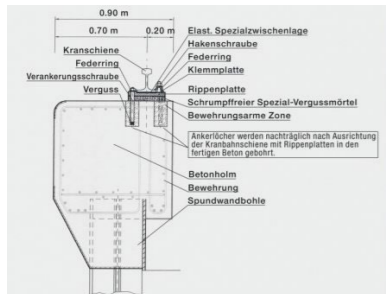 0.90 m
0.70 m
0.20 m
Kranschiene
Federring
Verankerungsschraube
Verguss
Elast. Spezialzwischenlage
Hakenschraube
Federring
Klemmplatte
Rippenplatte
Schrumpffreier Spezial-Vergussmörtel
Bewehrungsarme Zone
Ankerlöcher werden nachträglich nach Ausrichtung
der Kranbahnschiene mit Rippenplatten in den
fertigen Beton gebohrt.
Betonholm
Bewehrung
Spundwandbohle